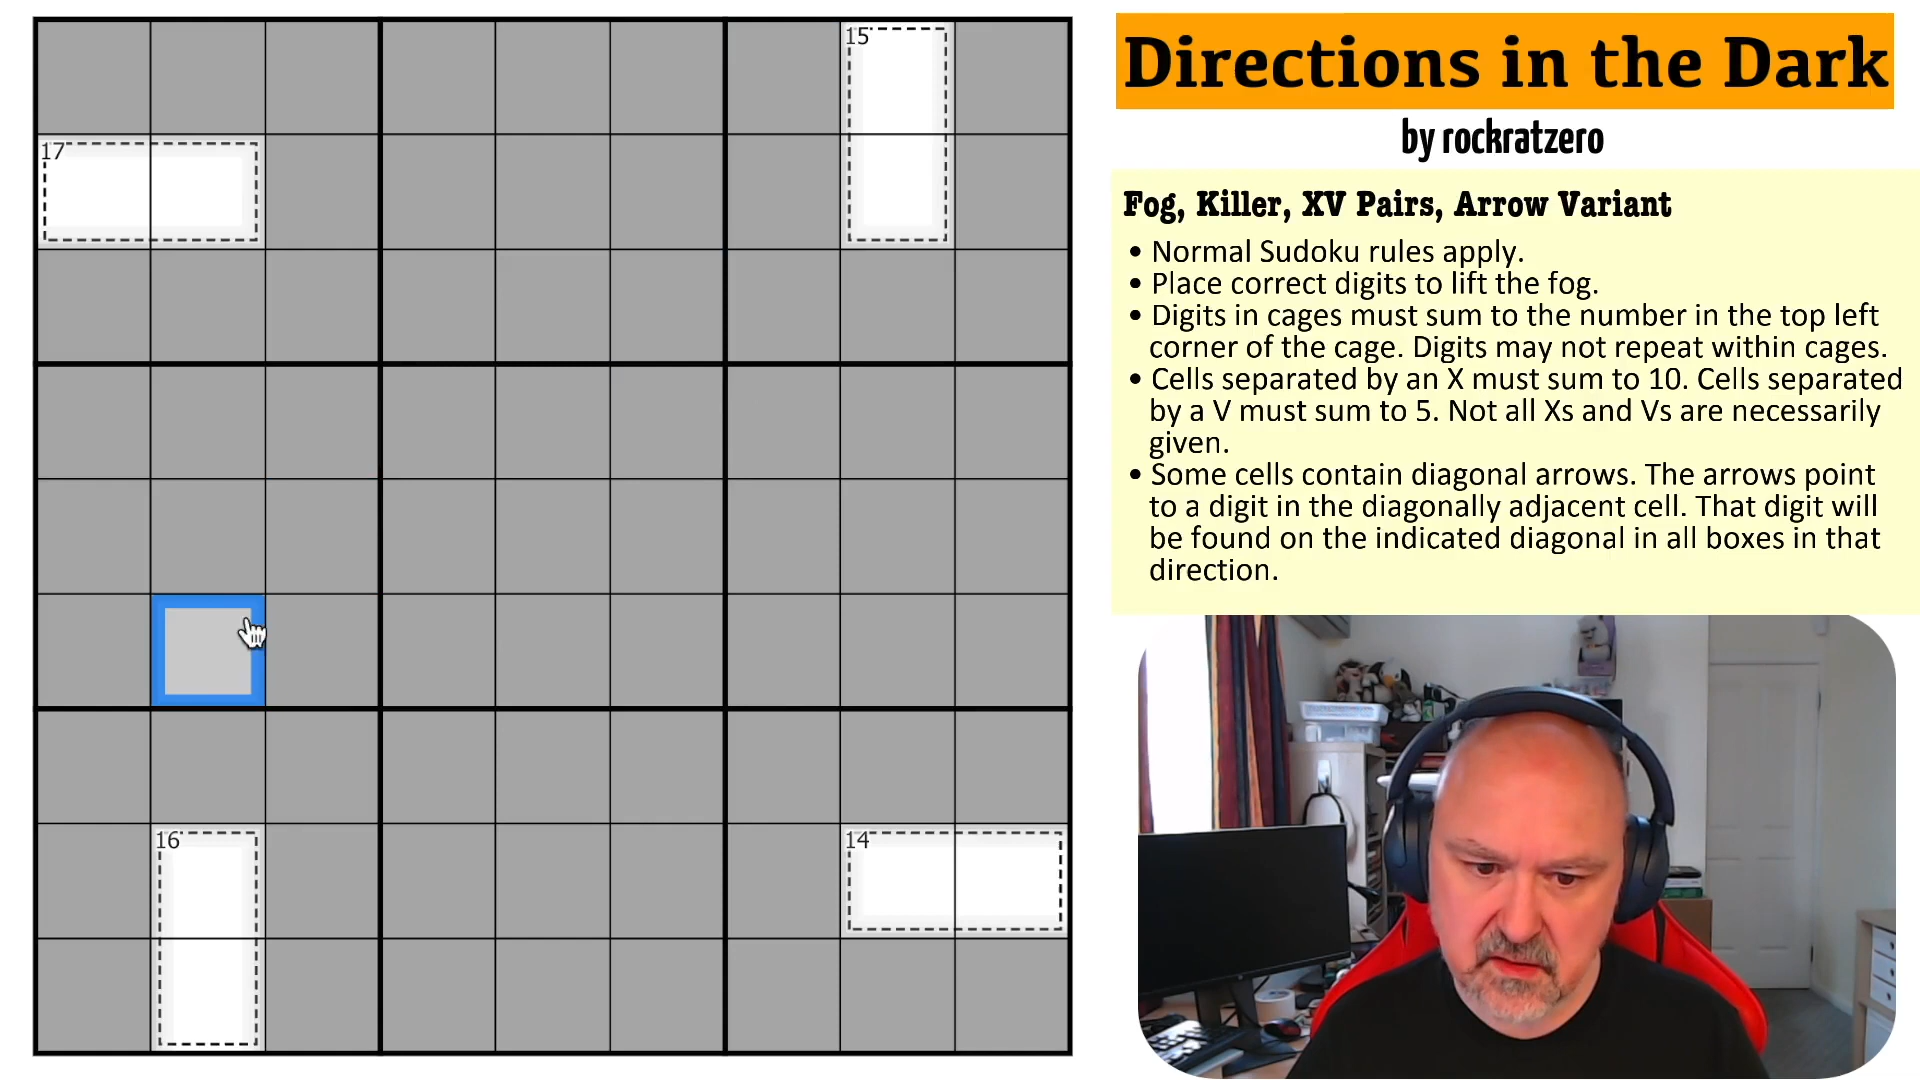 15
17
16
14
Directions in the Dark
by rockratzero
Fog, Killer, XV Pairs, Arrow Variant
• Normal Sudoku rules apply.
• Place correct digits to lift the fog.
• Digits in cages must sum to the number in the top left
corner of the cage. Digits may not repeat within cages.
• Cells separated by an X must sum to 10. Cells separated
by a V must sum to 5. Not all Xs and Vs are necessarily
given.
• Some cells contain diagonal arrows. The arrows point
to a digit in the diagonally adjacent cell. That digit will
be found on the indicated diagonal in all boxes in that
direction.